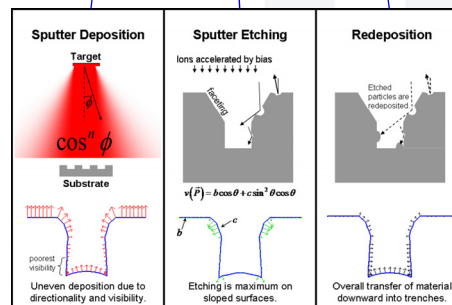 Sputter Deposition
Target
ϕ
cosⁿ ϕ
Substrate
poorest
visibility
Uneven deposition due to
directionality and visibility.
Sputter Etching
Ions accelerated by bias
faceting
v(P⃗) = b cos θ + c sin² θ cos θ
c
b
Etching is maximum on
sloped surfaces.
Redeposition
Etched
particles are
redeposited
Overall transfer of material
downward into trenches.